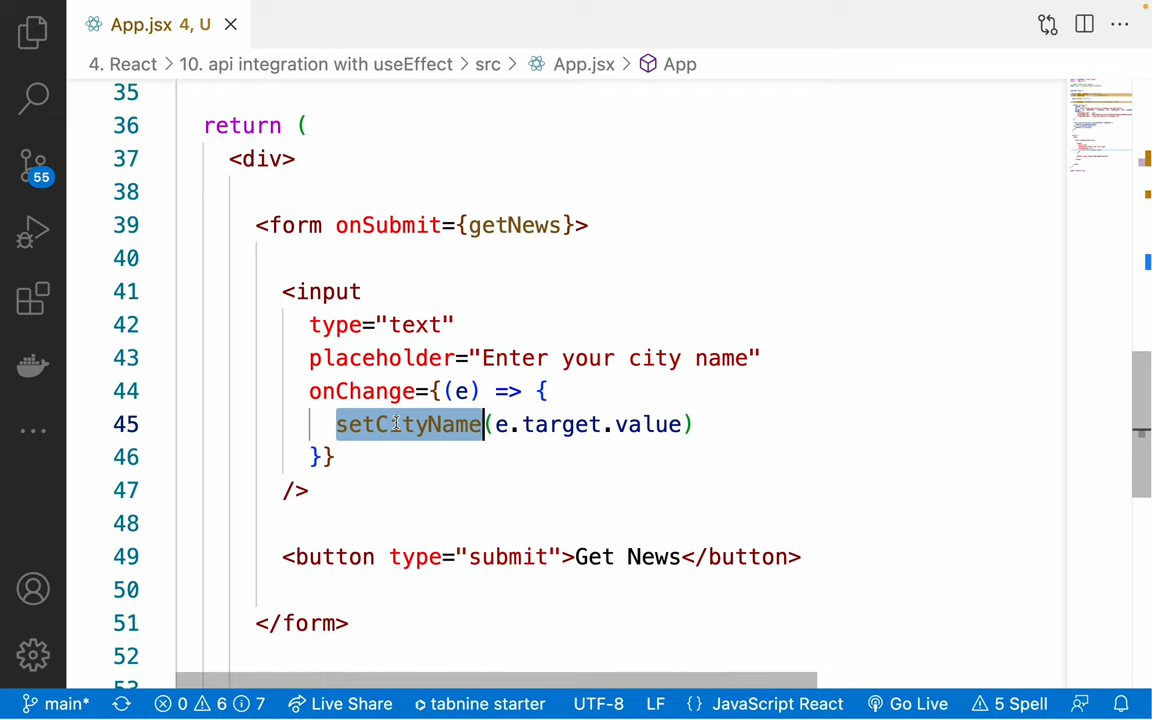 App.jsx 4, U
4. React > 10. api integration with useEffect > src > App.jsx > App
35
36 return (
37 <div>
38
39 <form onSubmit={getNews}>
40
41 <input
42 type="text"
43 placeholder="Enter your city name"
44 onChange={(e) => {
45 setCityName(e.target.value)
46 }}
47 />
48
49 <button type="submit">Get News</button>
50
51 </form>
52
55
main* 0 6 7 Live Share tabnine starter UTF-8 LF {} JavaScript React Go Live 5 Spell